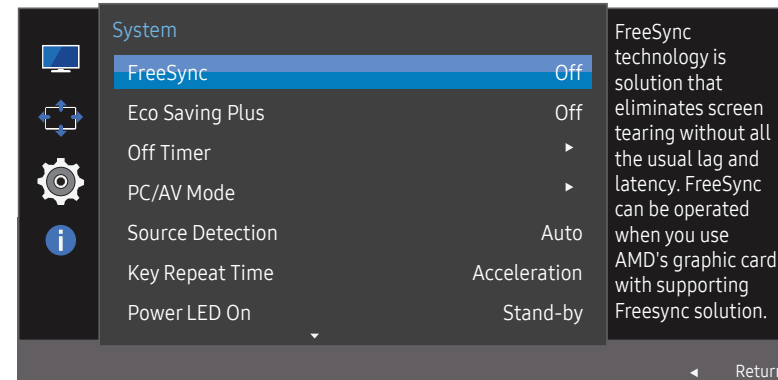 System
FreeSync Off
Eco Saving Plus Off
Off Timer
PC/AV Mode
Source Detection Auto
Key Repeat Time Acceleration
Power LED On Stand-by
FreeSync
technology is
solution that
eliminates screen
tearing without all
the usual lag and
latency. FreeSync
can be operated
when you use
AMD's graphic card
with supporting
Freesync solution.
Return